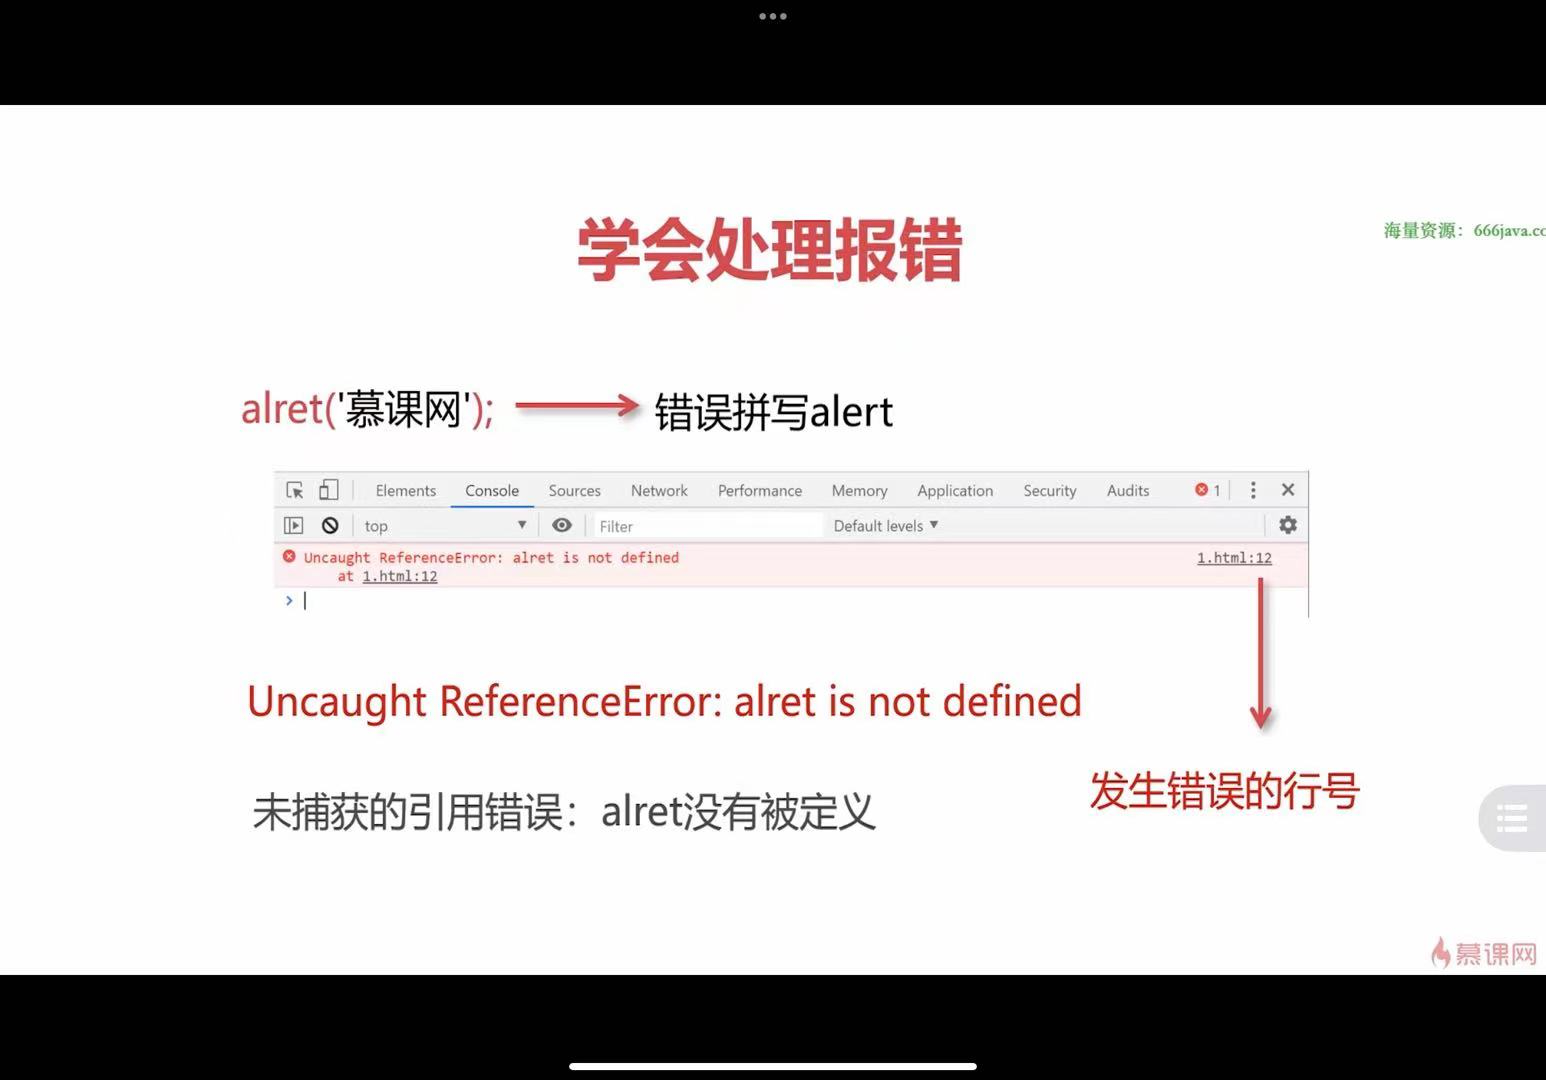 学会处理报错
海量资源：666java.co
alret('慕课网');
错误拼写alert
Elements Console Sources Network Performance Memory Application Security Audits 1
top Filter Default levels
Uncaught ReferenceError: alret is not defined 1.html:12
at 1.html:12
>
Uncaught ReferenceError: alret is not defined
发生错误的行号
未捕获的引用错误：alret没有被定义
慕课网